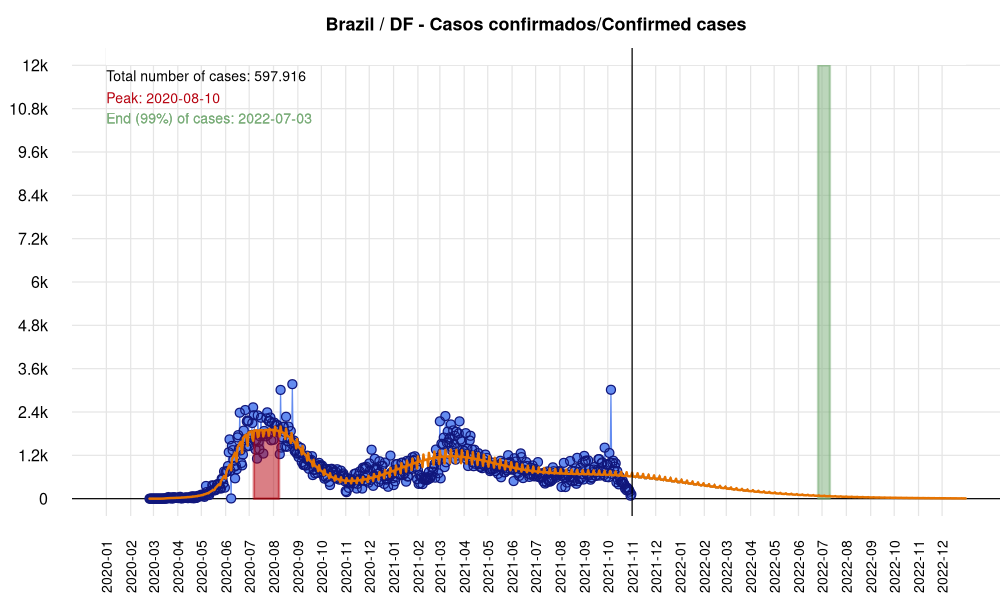 Brazil / DF - Casos confirmados/Confirmed cases
Total number of cases: 597.916
Peak: 2020-08-10
End (99%) of cases: 2022-07-03
12k
10.8k
9.6k
8.4k
7.2k
6k
4.8k
3.6k
2.4k
1.2k
0
2020-01
2020-02
2020-03
2020-04
2020-05
2020-06
2020-07
2020-08
2020-09
2020-10
2020-11
2020-12
2021-01
2021-02
2021-03
2021-04
2021-05
2021-06
2021-07
2021-08
2021-09
2021-10
2021-11
2021-12
2022-01
2022-02
2022-03
2022-04
2022-05
2022-06
2022-07
2022-08
2022-09
2022-10
2022-11
2022-12